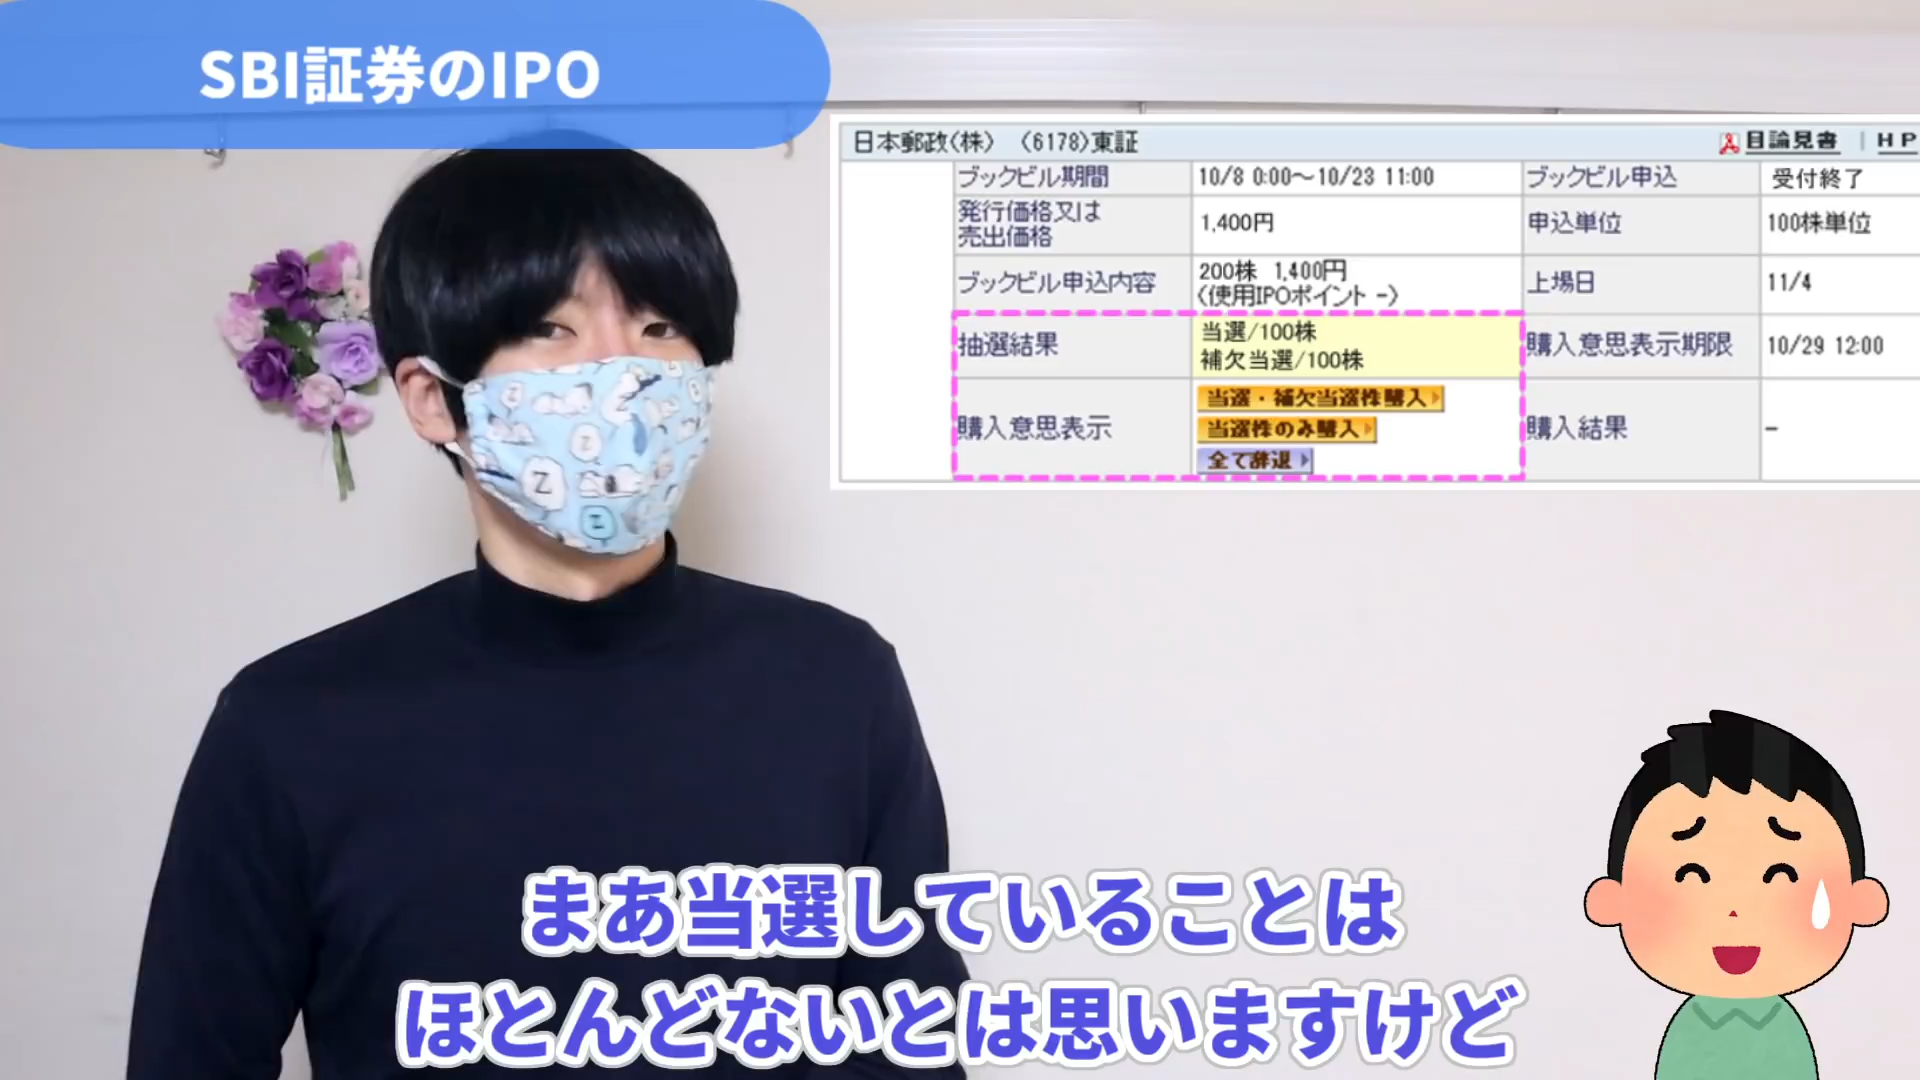 SBI証券のIPO
日本郵政(株) (6178)東証
目論見書 | HP
ブックビル期間
10/8 0:00～10/23 11:00
ブックビル申込
受付終了
発行価格又は
売出価格
1,400円
申込単位
100株単位
ブックビル申込内容
200株 1,400円
(使用IPOポイント -)
上場日
11/4
抽選結果
当選/100株
補欠当選/100株
購入意思表示期限
10/29 12:00
購入意思表示
当選・補欠当選株購入
当選株のみ購入
全て辞退
購入結果
-
Z
Z
Z
まあ当選していることは
ほとんどないとは思いますけど